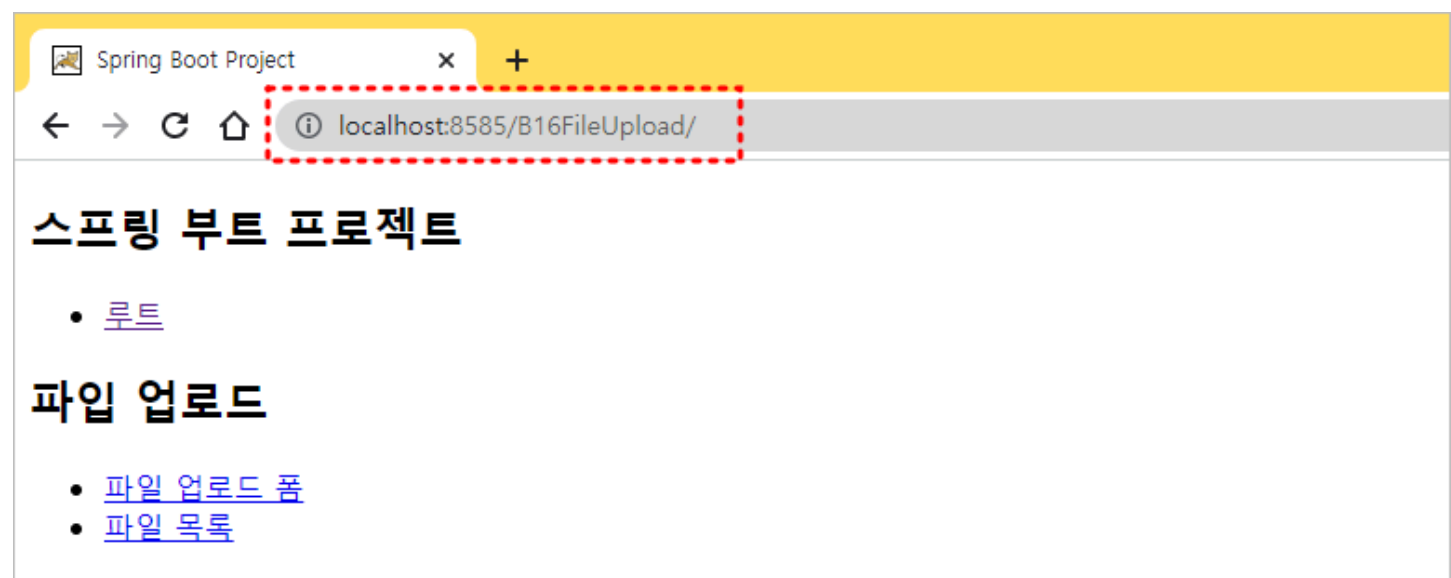 Spring Boot Project
localhost:8585/B16FileUpload/
스프링 부트 프로젝트
루트
파입 업로드
파일 업로드 폼
파일 목록